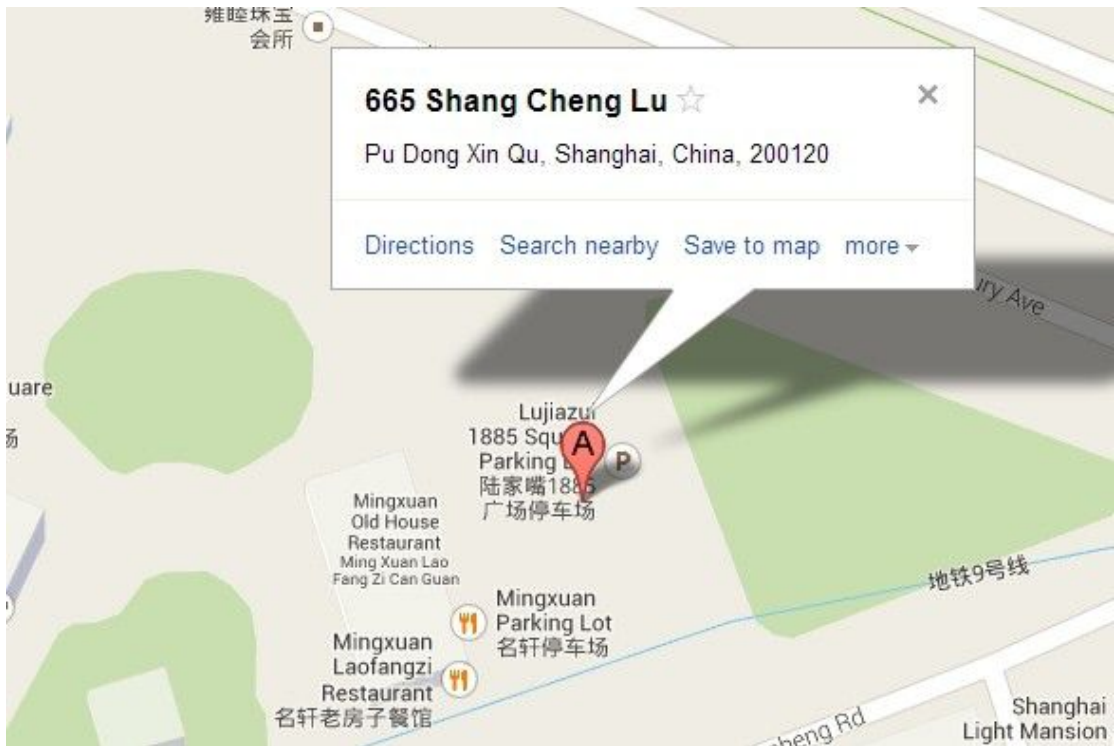 雍睦珠宝
会所
665 Shang Cheng Lu
Pu Dong Xin Qu, Shanghai, China, 200120
Directions Search nearby Save to map more
ury Ave
uare
场
Lujiazui
1885 Squ
Parking L
陆家嘴1885
广场停车场
A
P
Mingxuan
Old House
Restaurant
Ming Xuan Lao
Fang Zi Can Guan
地铁9号线
Mingxuan
Parking Lot
名轩停车场
Mingxuan
Laofangzi
Restaurant
名轩老房子餐馆
cheng Rd
Shanghai
Light Mansion